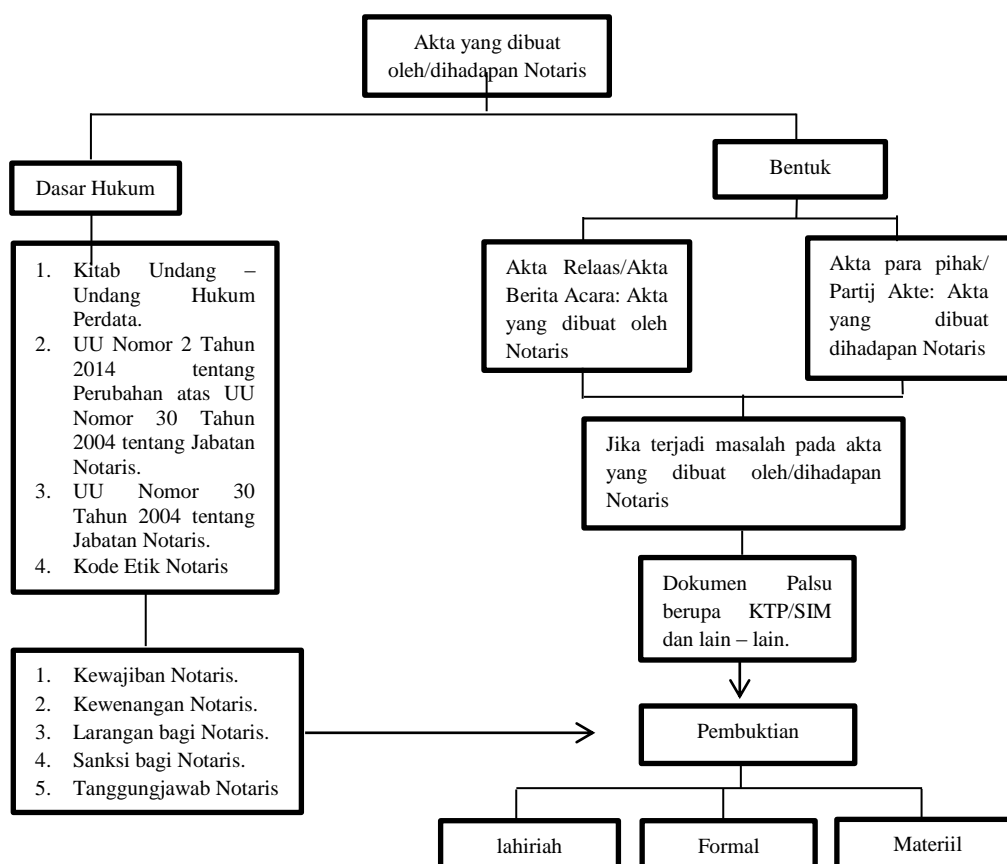 Akta yang dibuat
oleh/dihadapan Notaris
Dasar Hukum
Bentuk
1. Kitab Undang –
Undang Hukum
Perdata.
2. UU Nomor 2 Tahun
2014 tentang
Perubahan atas UU
Nomor 30 Tahun
2004 tentang Jabatan
Notaris.
3. UU Nomor 30
Tahun 2004 tentang
Jabatan Notaris.
4. Kode Etik Notaris
Akta Relaas/Akta
Berita Acara: Akta
yang dibuat oleh
Notaris
Akta para pihak/
Partij Akte: Akta
yang dibuat
dihadapan Notaris
Jika terjadi masalah pada akta
yang dibuat oleh/dihadapan
Notaris
Dokumen Palsu
berupa KTP/SIM
dan lain – lain.
1. Kewajiban Notaris.
2. Kewenangan Notaris.
3. Larangan bagi Notaris.
4. Sanksi bagi Notaris.
5. Tanggungjawab Notaris
Pembuktian
lahiriah
Formal
Materiil